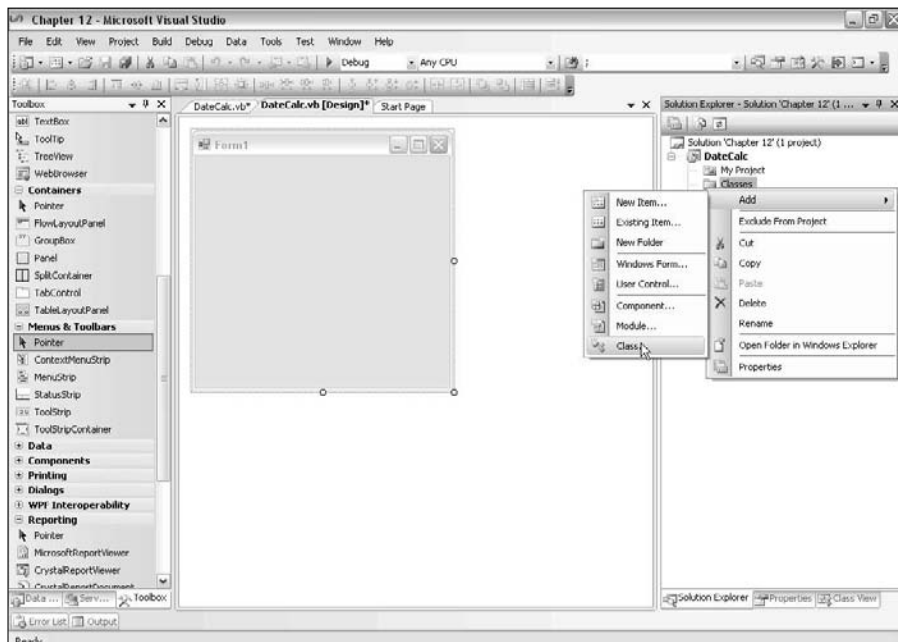 Chapter 12 - Microsoft Visual Studio
File Edit View Project Build Debug Data Tools Test Window Help
Debug Any CPU
Toolbox
DateCalc.vb* DateCalc.vb [Design]* Start Page
Solution Explorer - Solution 'Chapter 12' (1 ...
TextBox
ToolTip
TreeView
WebBrowser
Containers
Pointer
FlowLayoutPanel
GroupBox
Panel
SplitContainer
TabControl
TableLayoutPanel
Menus & Toolbars
Pointer
ContextMenuStrip
MenuStrip
StatusStrip
ToolStrip
ToolStripContainer
Data
Components
Printing
Dialogs
WPF Interoperability
Reporting
Pointer
MicrosoftReportViewer
CrystalReportViewer
CrystalReportDocument
Data ... Serv... Toolbox
Form1
Solution 'Chapter 12' (1 project)
DateCalc
My Project
Classes
New Item...
Existing Item...
New Folder
Windows Form...
User Control...
Component...
Module...
Class...
Add
Exclude From Project
Cut
Copy
Paste
Delete
Rename
Open Folder in Windows Explorer
Properties
Solution Explorer Properties Class View
Error List Output
Ready